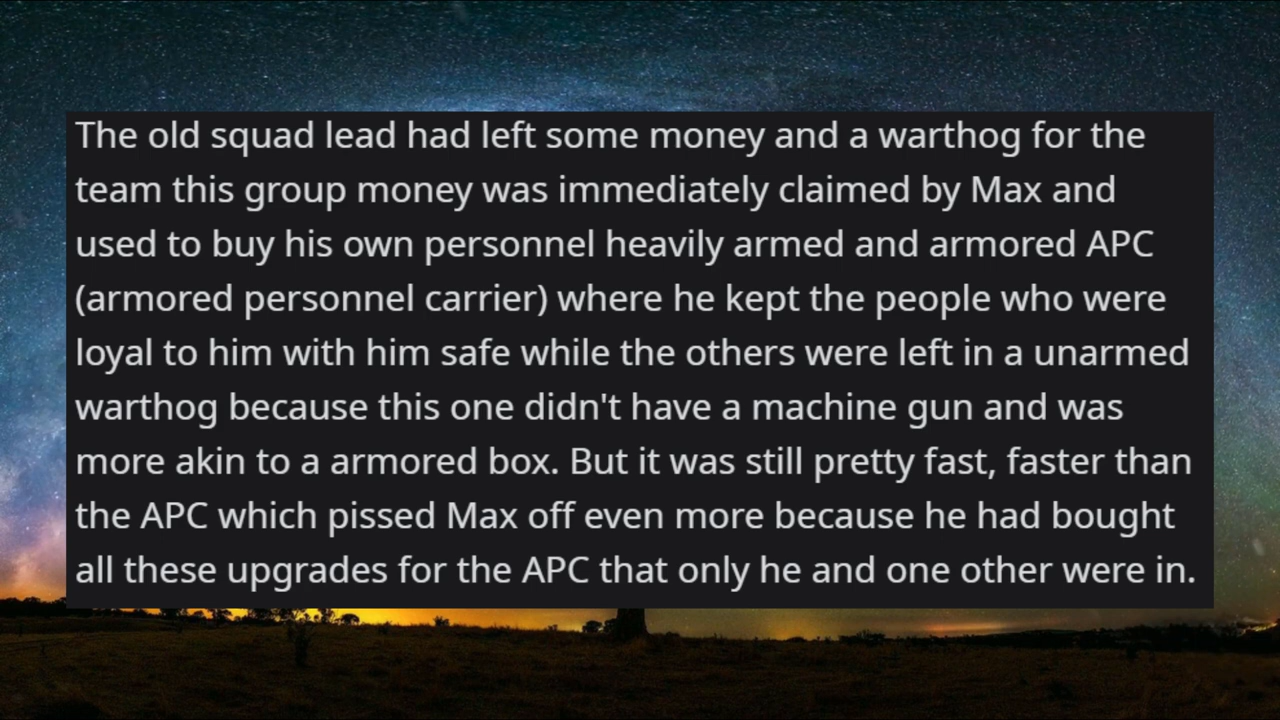 The old squad lead had left some money and a warthog for the
team this group money was immediately claimed by Max and
used to buy his own personnel heavily armed and armored APC
(armored personnel carrier) where he kept the people who were
loyal to him with him safe while the others were left in a unarmed
warthog because this one didn't have a machine gun and was
more akin to a armored box. But it was still pretty fast, faster than
the APC which pissed Max off even more because he had bought
all these upgrades for the APC that only he and one other were in.